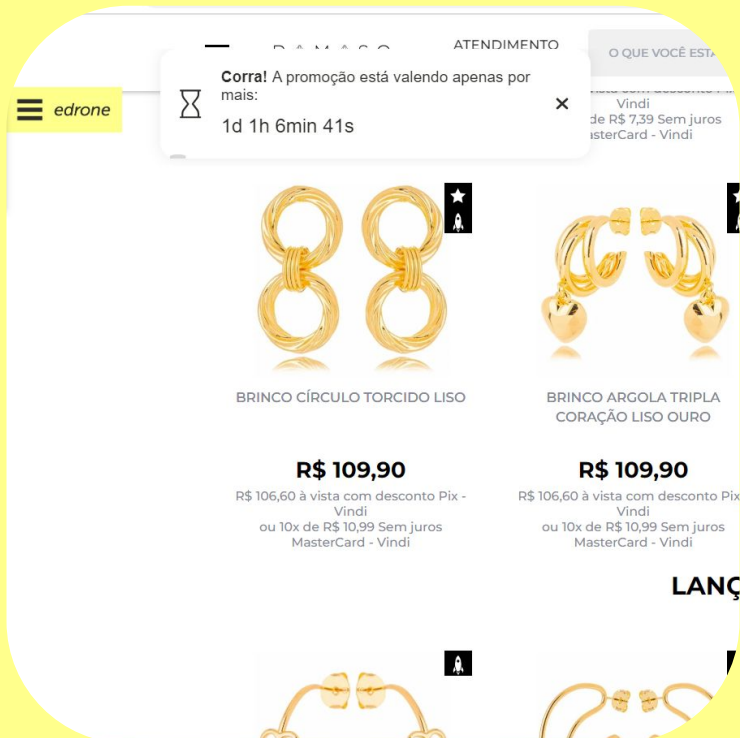 ATENDIMENTO
O QUE VOCÊ ESTÁ
Corra! A promoção está valendo apenas por
mais:
1d 1h 6min 41s
edrone
Vindi
de R$ 7,39 Sem juros
MasterCard - Vindi
BRINCO CÍRCULO TORCIDO LISO
R$ 109,90
R$ 106,60 à vista com desconto Pix -
Vindi
ou 10x de R$ 10,99 Sem juros
MasterCard - Vindi
BRINCO ARGOLA TRIPLA
CORAÇÃO LISO OURO
R$ 109,90
R$ 106,60 à vista com desconto Pix
Vindi
ou 10x de R$ 10,99 Sem juros
MasterCard - Vindi
LANÇ